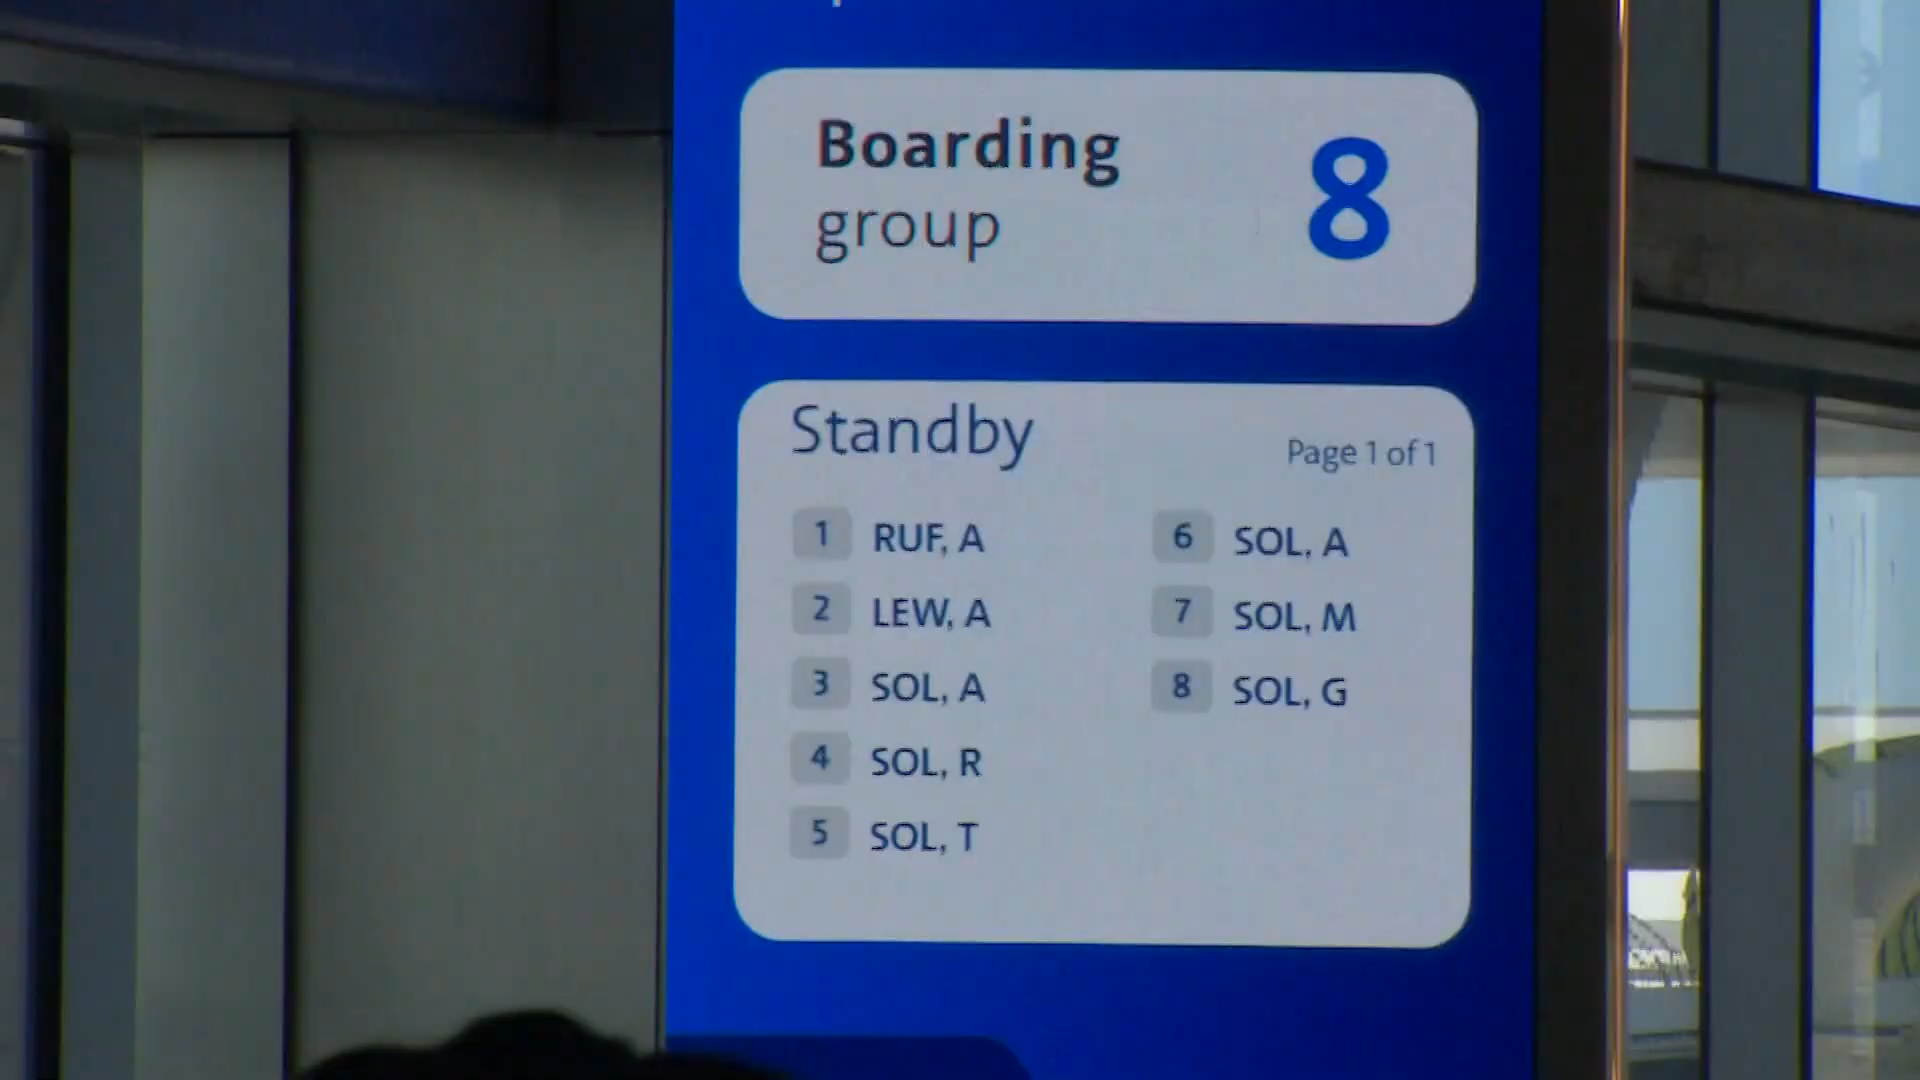 Boarding
group
8
Standby
Page 1 of 1
1 RUF, A
2 LEW, A
3 SOL, A
4 SOL, R
5 SOL, T
6 SOL, A
7 SOL, M
8 SOL, G